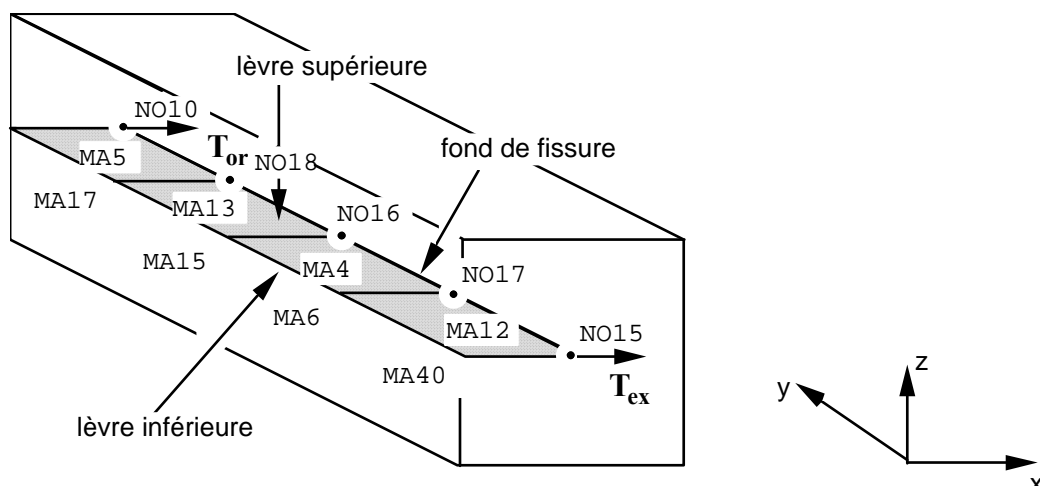 lèvre supérieure
NO10
T_or
fond de fissure
MA5
NO18
MA17
MA13
NO16
MA15
MA4
NO17
MA6
MA12
NO15
MA40
T_ex
lèvre inférieure
z
y
x